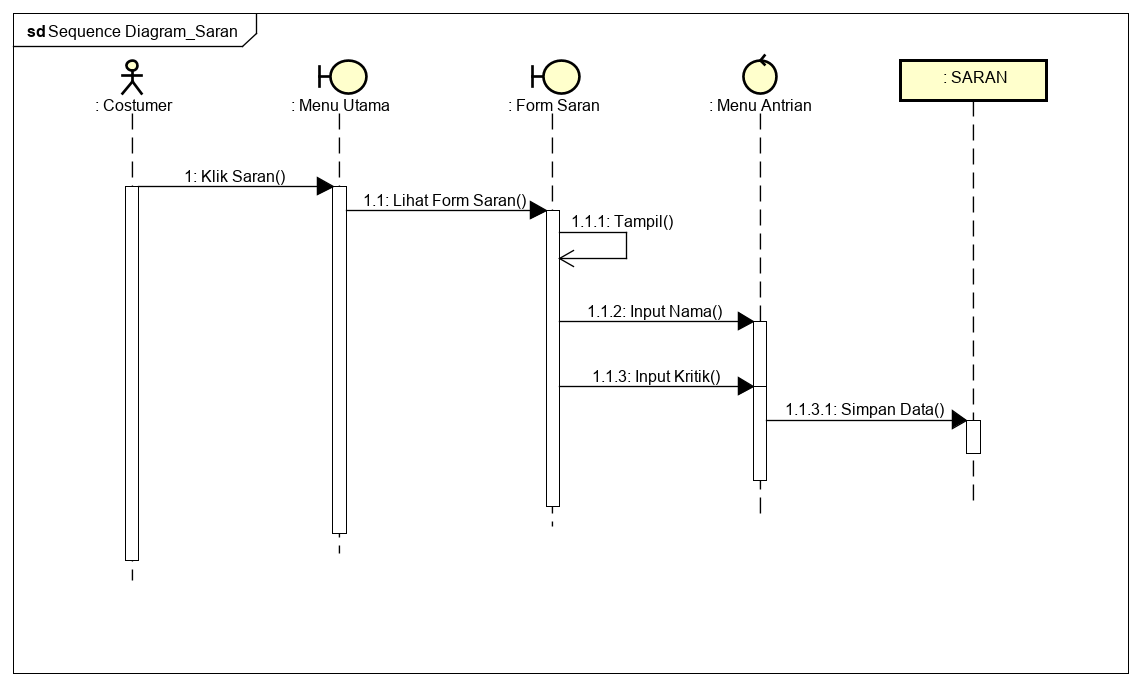 sd Sequence Diagram_Saran
: Costumer
: Menu Utama
: Form Saran
: Menu Antrian
: SARAN
1: Klik Saran()
1.1: Lihat Form Saran()
1.1.1: Tampil()
1.1.2: Input Nama()
1.1.3: Input Kritik()
1.1.3.1: Simpan Data()